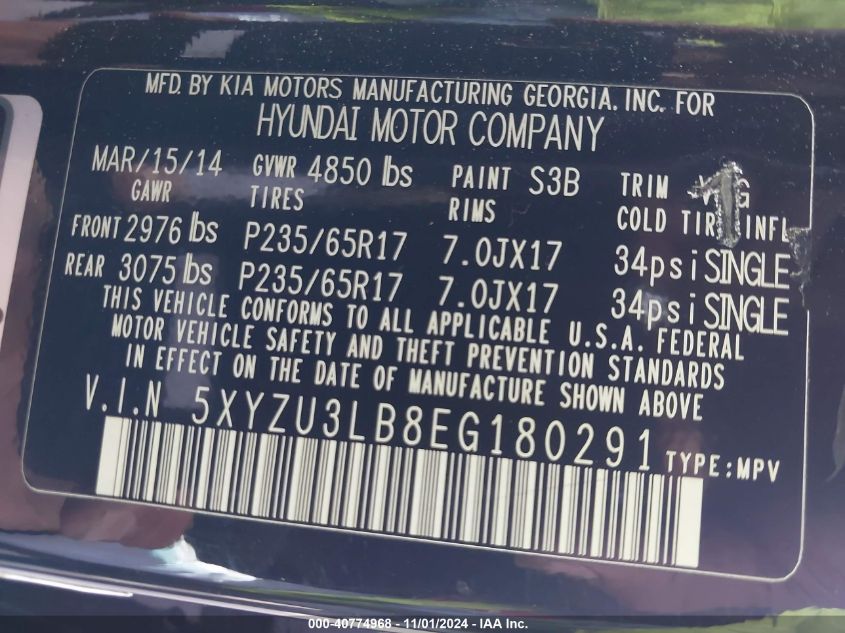 MFD. BY KIA MOTORS MANUFACTURING GEORGIA. INC. FOR
HYUNDAI MOTOR COMPANY
MAR/15/14 GVWR 4850 lbs PAINT S3B TRIM
GAWR TIRES RIMS COLD TIRE INFL
FRONT 2976 lbs P235/65R17 7.0JX17 34psi SINGLE
REAR 3075 lbs P235/65R17 7.0JX17 34psi SINGLE
THIS VEHICLE CONFORMS TO ALL APPLICABLE U.S.A. FEDERAL
MOTOR VEHICLE SAFETY AND THEFT PREVENTION STANDARDS
IN EFFECT ON THE DATE OF MANUFACTURE SHOWN ABOVE
V.I.N 5XYZU3LB8EG180291 TYPE:MPV
000-40774968 - 11/01/2024 - IAA Inc.